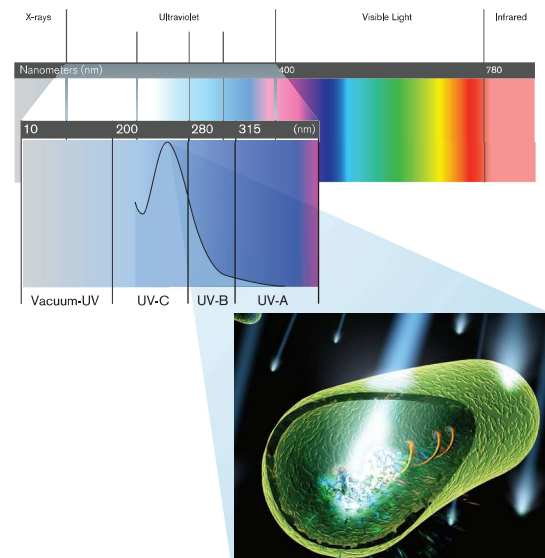 X-rays Ultraviolet Visible Light Infrared
Nanometers (nm) 400 780
10 200 280 315 (nm)
Vacuum-UV UV-C UV-B UV-A